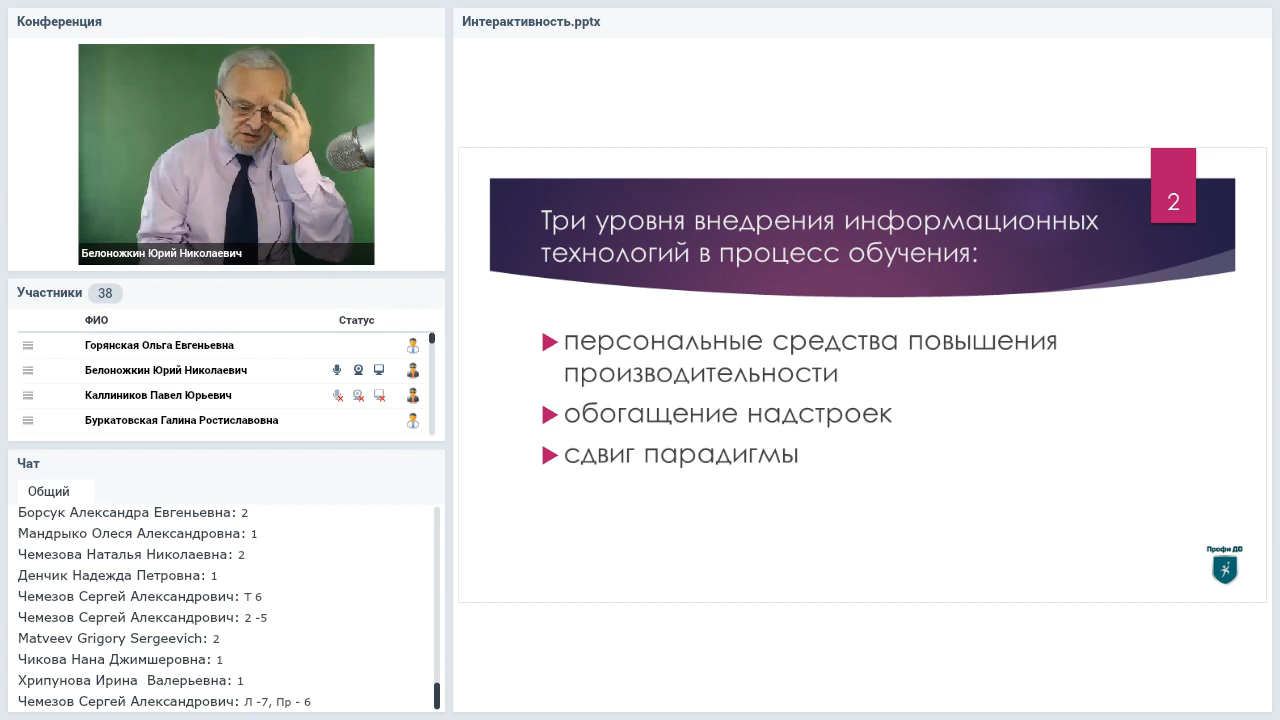 Конференция
Белоножкин Юрий Николаевич
Участники 38
ФИО Статус
Горянская Ольга Евгеньевна
Белоножкин Юрий Николаевич
Каллиников Павел Юрьевич
Буркатовская Галина Ростиславовна
Чат
Общий
Борсук Александра Евгеньевна: 2
Мандрыко Олеся Александровна: 1
Чемезова Наталья Николаевна: 2
Денчик Надежда Петровна: 1
Чемезов Сергей Александрович: Т 6
Чемезов Сергей Александрович: 2 -5
Matveev Grigory Sergeevich: 2
Чикова Нана Джимшеровна: 1
Хрипунова Ирина Валерьевна: 1
Чемезов Сергей Александрович: Л -7, Пр - 6
Интерактивность.pptx
2
Три уровня внедрения информационных
технологий в процесс обучения:
персональные средства повышения
производительности
обогащение надстроек
сдвиг парадигмы
Профи ДО